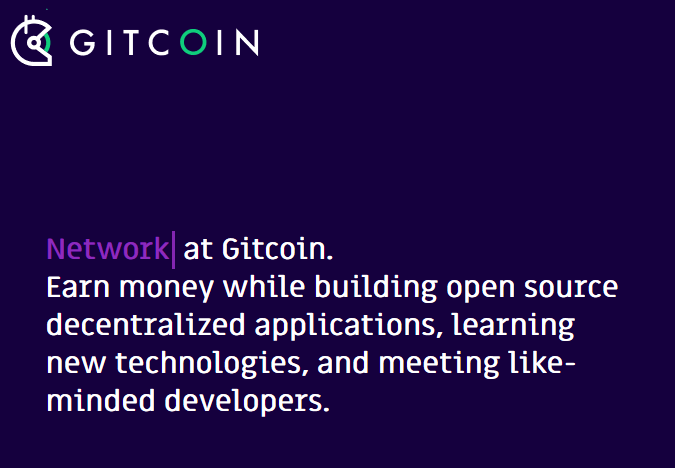 GITCOIN
Network| at Gitcoin.
Earn money while building open source
decentralized applications, learning
new technologies, and meeting like-
minded developers.